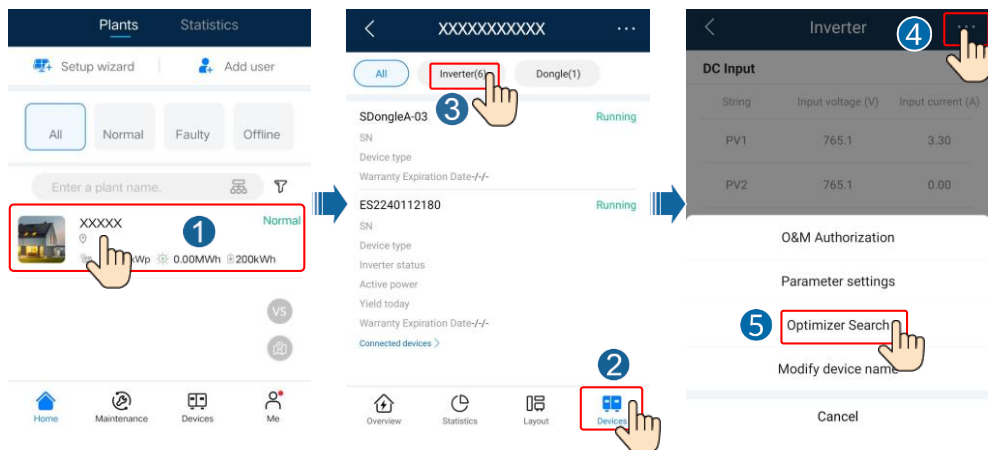 Plants Statistics
Setup wizard Add user
All Normal Faulty Offline
Enter a plant name.
XXXXX Normal
1
kWp 0.00MWh 200kWh
VS
Home Maintenance Devices Me
XXXXXXXXXXX ...
All Inverter(6) Dongle(1)
3
SDongleA-03 Running
SN
Device type
Warranty Expiration Date-/-/-
ES2240112180 Running
SN
Device type
Inverter status
Active power
Yield today
Warranty Expiration Date-/-/-
Connected devices >
2
Overview Statistics Layout Devices
Inverter 4 ...
DC Input
String Input voltage (V) Input current (A)
PV1 765.1 3.30
PV2 765.1 0.00
O&M Authorization
Parameter settings
5 Optimizer Search
Modify device name
Cancel